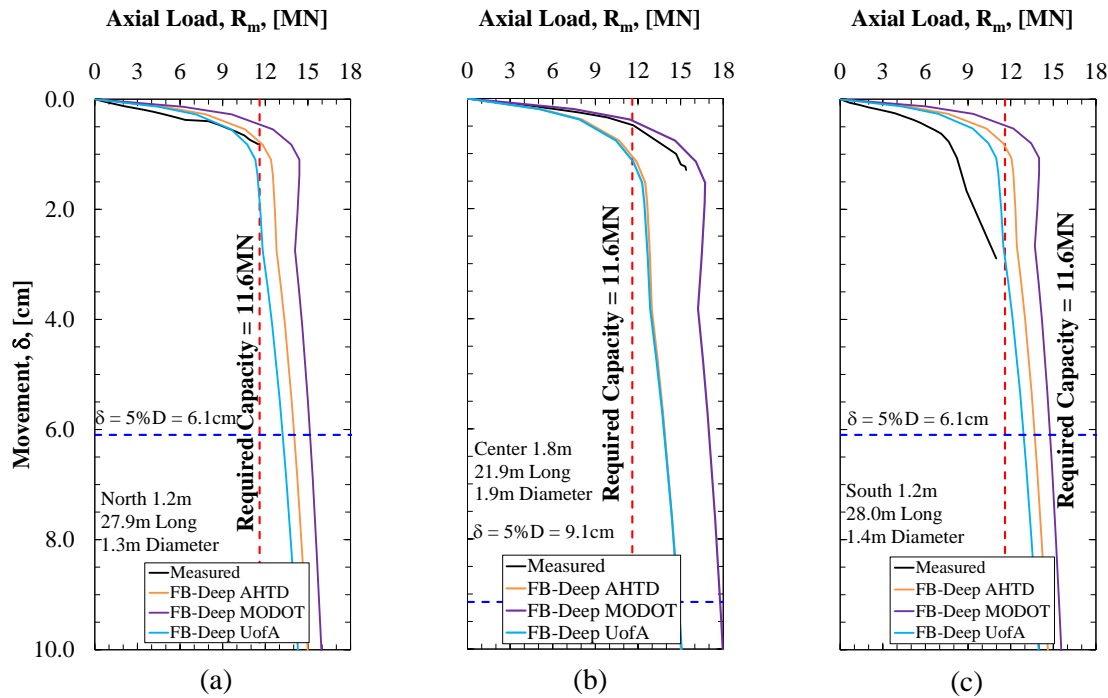 Axial Load, Rm, [MN]
0 3 6 9 12 15 18
0.0
2.0
4.0
6.0
8.0
10.0
Movement, δ, [cm]
Required Capacity = 11.6MN
δ = 5%D = 6.1cm
North 1.2m
27.9m Long
1.3m Diameter
Measured
FB-Deep AHTD
FB-Deep MODOT
FB-Deep UofA
(a)
Axial Load, Rm, [MN]
0 3 6 9 12 15 18
Required Capacity = 11.6MN
Center 1.8m
21.9m Long
1.9m Diameter
δ = 5%D = 9.1cm
Measured
FB-Deep AHTD
FB-Deep MODOT
FB-Deep UofA
(b)
Axial Load, Rm, [MN]
0 3 6 9 12 15 18
Required Capacity = 11.6MN
δ = 5%D = 6.1cm
South 1.2m
28.0m Long
1.4m Diameter
Measured
FB-Deep AHTD
FB-Deep MODOT
FB-Deep UofA
(c)